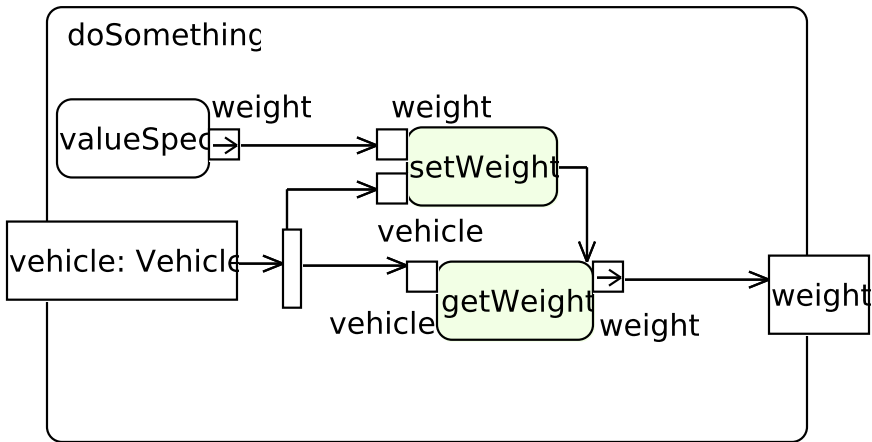 doSomething
weight
weight
valueSpec
setWeight
vehicle
vehicle: Vehicle
getWeight
weight
vehicle
weight